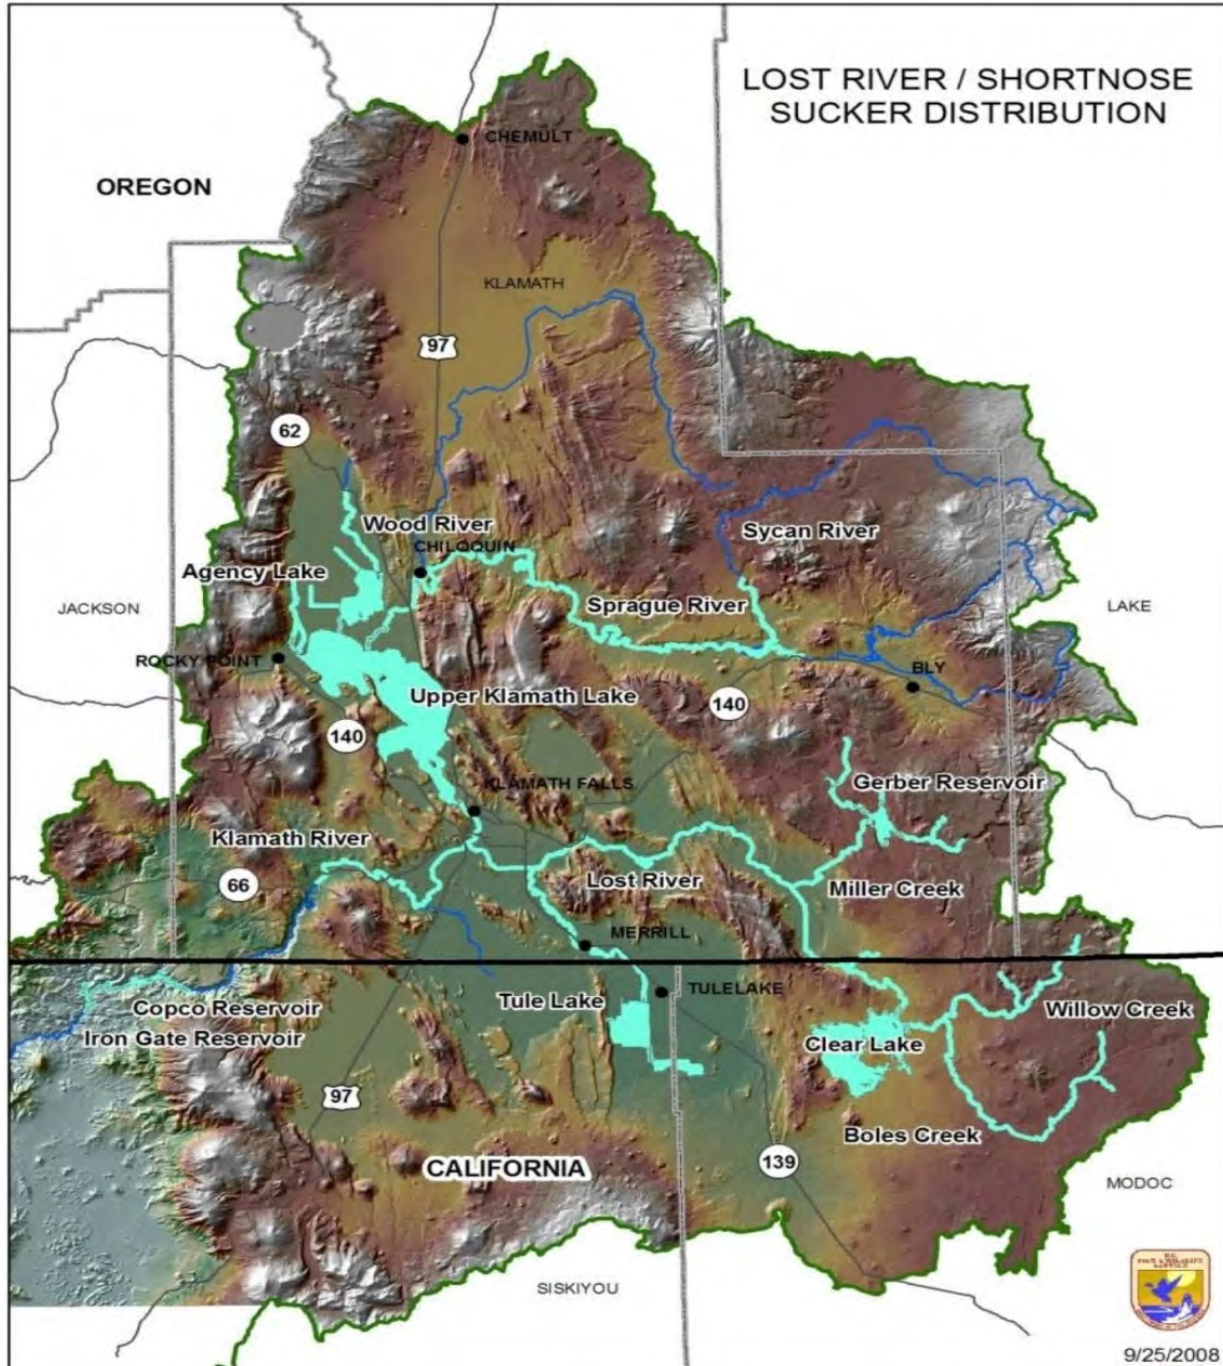 LOST RIVER / SHORTNOSE
SUCKER DISTRIBUTION
CHEMULT
OREGON
KLAMATH
97
62
Wood River
CHILOQUIN
Sycan River
Agency Lake
Sprague River
JACKSON
LAKE
ROCKY POINT
BLY
Upper Klamath Lake
140
140
Gerber Reservoir
KLAMATH FALLS
Klamath River
66
Lost River
Miller Creek
MERRILL
TULELAKE
Tule Lake
Copco Reservoir
Willow Creek
Iron Gate Reservoir
Clear Lake
97
Boles Creek
CALIFORNIA
139
MODOC
SISKIYOU
U.S.
FISH & WILDLIFE
SERVICE
9/25/2008